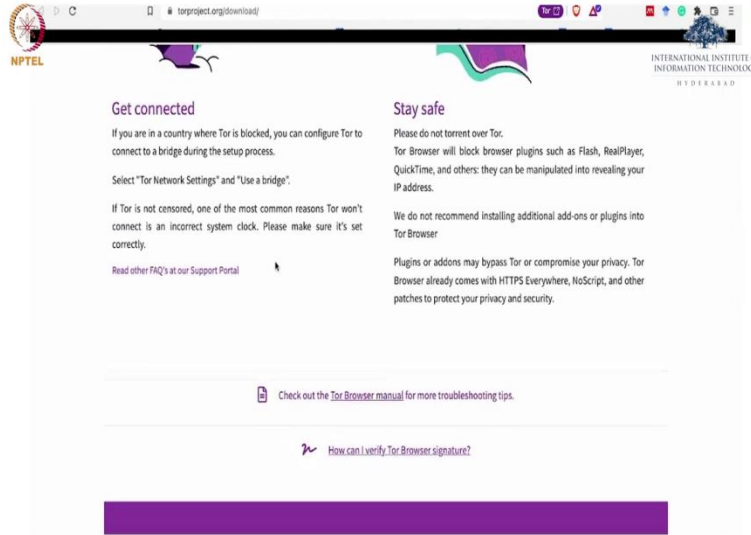 torproject.org/download/
Tor
NPTEL
INTERNATIONAL INSTITUTE
INFORMATION TECHNOLOG
HYDERABAD
Get connected
If you are in a country where Tor is blocked, you can configure Tor to
connect to a bridge during the setup process.
Select "Tor Network Settings" and "Use a bridge".
If Tor is not censored, one of the most common reasons Tor won't
connect is an incorrect system clock. Please make sure it's set
correctly.
Read other FAQ's at our Support Portal
Stay safe
Please do not torrent over Tor.
Tor Browser will block browser plugins such as Flash, RealPlayer,
QuickTime, and others: they can be manipulated into revealing your
IP address.
We do not recommend installing additional add-ons or plugins into
Tor Browser
Plugins or addons may bypass Tor or compromise your privacy. Tor
Browser already comes with HTTPS Everywhere, NoScript, and other
patches to protect your privacy and security.
Check out the Tor Browser manual for more troubleshooting tips.
How can I verify Tor Browser signature?